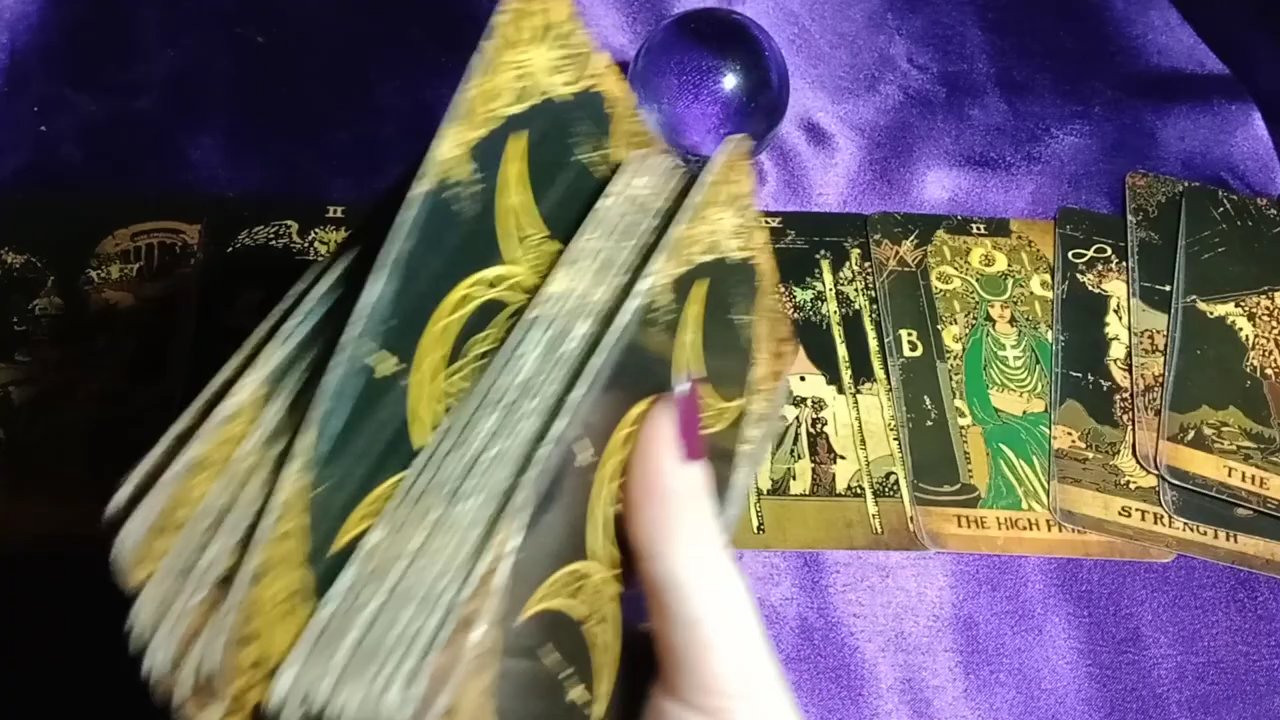 II
IV
II
B
THE HIGH PRI
STRENGTH
THE